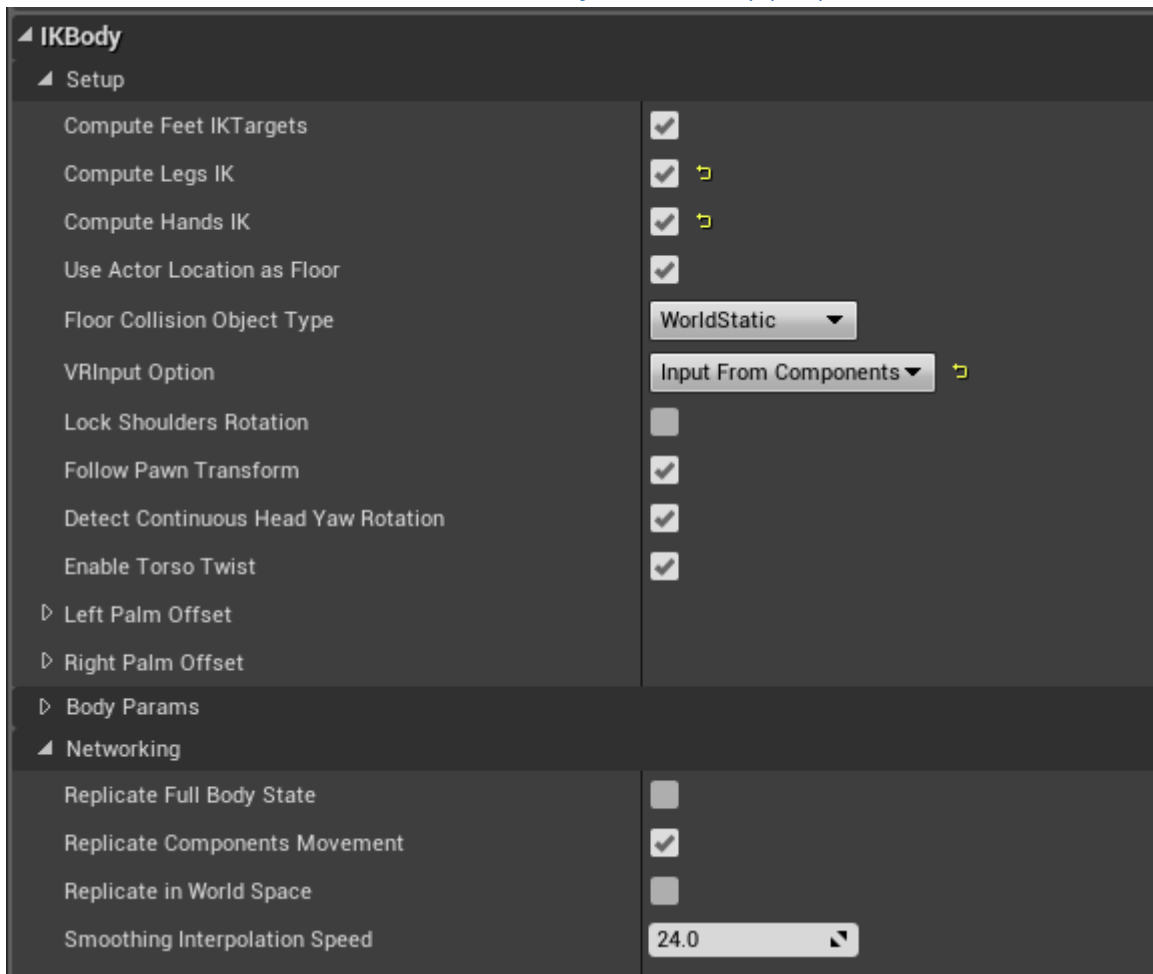 IKBody
Setup
Compute Feet IKTargets
Compute Legs IK
Compute Hands IK
Use Actor Location as Floor
Floor Collision Object Type WorldStatic
VRInput Option Input From Components
Lock Shoulders Rotation
Follow Pawn Transform
Detect Continuous Head Yaw Rotation
Enable Torso Twist
Left Palm Offset
Right Palm Offset
Body Params
Networking
Replicate Full Body State
Replicate Components Movement
Replicate in World Space
Smoothing Interpolation Speed 24.0